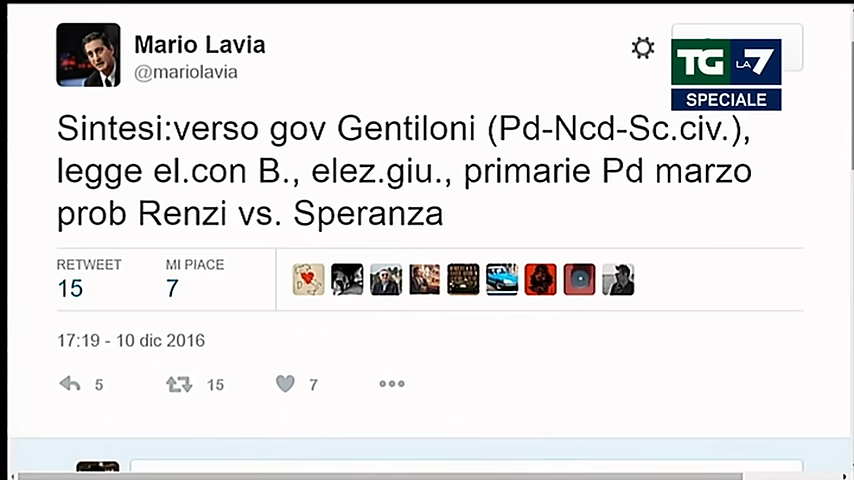 Mario Lavia
@mariolavia
TG LA7
SPECIALE
Sintesi:verso gov Gentiloni (Pd-Ncd-Sc.civ.),
legge el.con B., elez.giu., primarie Pd marzo
prob Renzi vs. Speranza
RETWEET MI PIACE
15 7
17:19 - 10 dic 2016
5 15 7